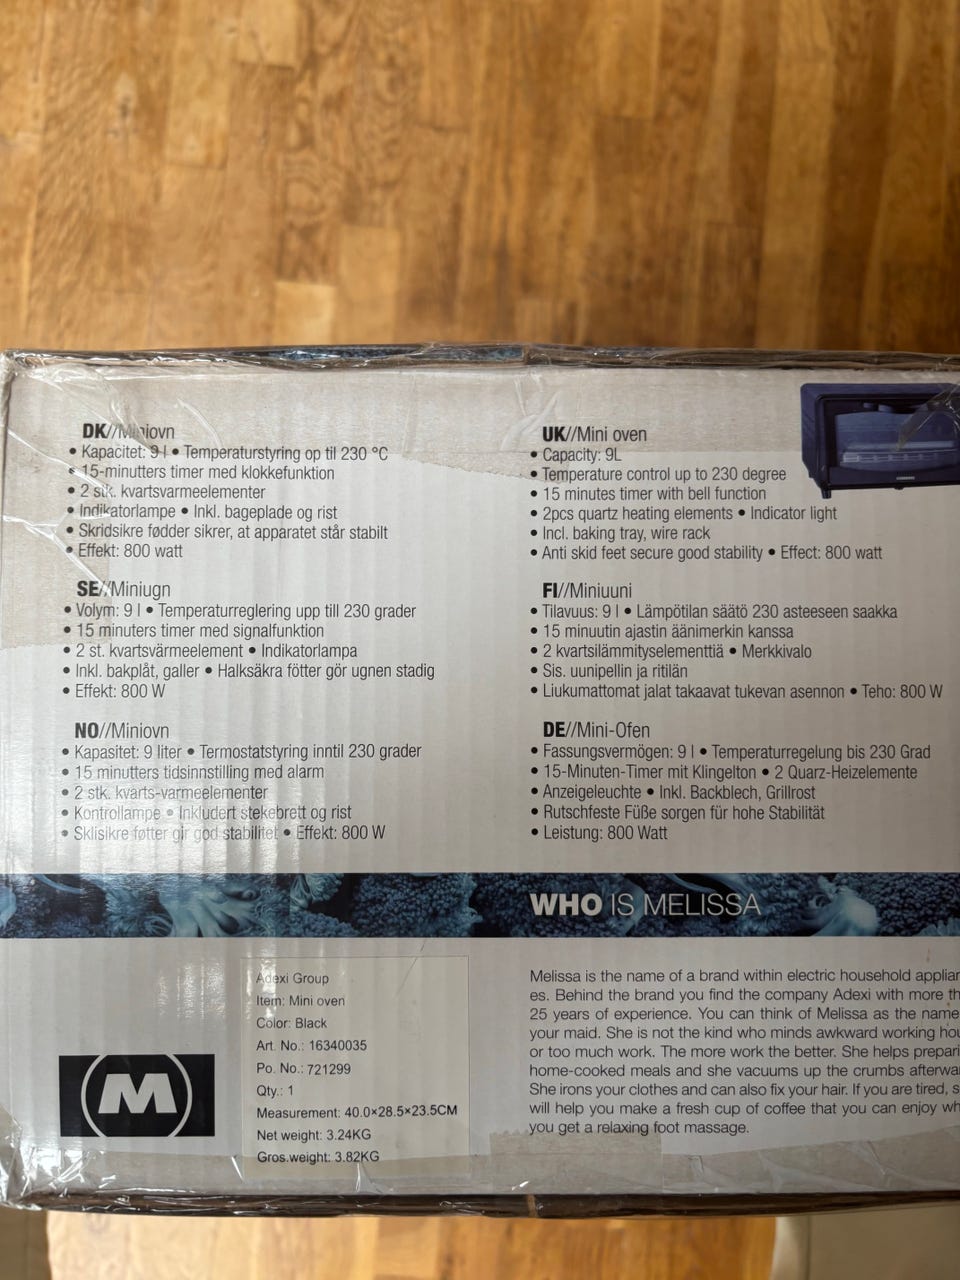 DK//Miniovn
• Kapacitet: 9 l • Temperaturstyring op til 230 °C
• 15-minutters timer med klokkefunktion
• 2 stk. kvartsvarmeelementer
• Indikatorlampe • Inkl. bageplade og rist
• Skridsikre fødder sikrer, at apparatet står stabilt
• Effekt: 800 watt
SE//Miniugn
• Volym: 9 l • Temperaturreglering upp till 230 grader
• 15 minuters timer med signalfunktion
• 2 st. kvartsvärmeelement • Indikatorlampa
• Inkl. bakplåt, galler • Halksäkra fötter gör ugnen stadig
• Effekt: 800 W
NO//Miniovn
• Kapasitet: 9 liter • Termostatstyring inntil 230 grader
• 15 minutters tidsinnstilling med alarm
• 2 stk. kvarts-varmeelementer
• Kontrollampe • Inkludert stekebrett og rist
• Sklisikre føtter gir god stabilitet • Effekt: 800 W
UK//Mini oven
• Capacity: 9L
• Temperature control up to 230 degree
• 15 minutes timer with bell function
• 2pcs quartz heating elements • Indicator light
• Incl. baking tray, wire rack
• Anti skid feet secure good stability • Effect: 800 watt
FI//Miniuuni
• Tilavuus: 9 l • Lämpötilan säätö 230 asteeseen saakka
• 15 minuutin ajastin äänimerkin kanssa
• 2 kvartsilämmityselementtiä • Merkkivalo
• Sis. uunipellin ja ritilän
• Liukumattomat jalat takaavat tukevan asennon • Teho: 800 W
DE//Mini-Ofen
• Fassungsvermögen: 9 l • Temperaturregelung bis 230 Grad
• 15-Minuten-Timer mit Klingelton • 2 Quarz-Heizelemente
• Anzeigeleuchte • Inkl. Backblech, Grillrost
• Rutschfeste Füße sorgen für hohe Stabilität
• Leistung: 800 Watt
WHO IS MELISSA
M
Adexi Group
Item: Mini oven
Color: Black
Art. No.: 16340035
Po. No.: 721299
Qty.: 1
Measurement: 40.0×28.5×23.5CM
Net weight: 3.24KG
Gros.weight: 3.82KG
Melissa is the name of a brand within electric household
es. Behind the brand you find the company Adexi with more
25 years of experience. You can think of Melissa as the name
your maid. She is not the kind who minds awkward working
or too much work. The more work the better. She helps
home-cooked meals and she vacuums up the crumbs
She irons your clothes and can also fix your hair. If you are tired,
will help you make a fresh cup of coffee that you can enjoy
you get a relaxing foot massage.